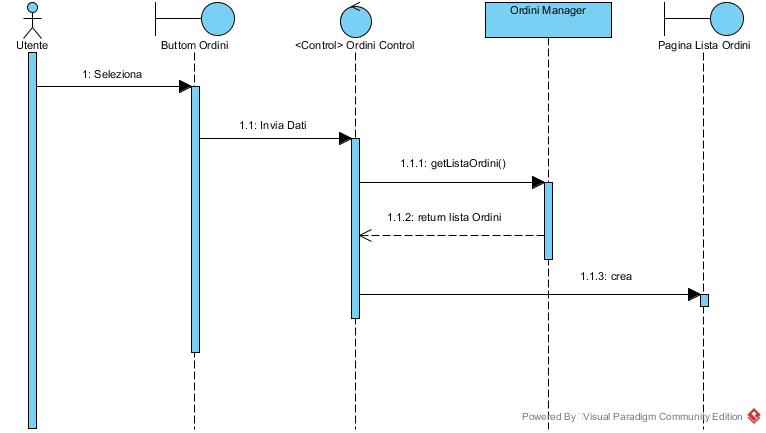 Ordini Manager
Utente
Buttom Ordini
<Control> Ordini Control
Pagina Lista Ordini
1: Seleziona
1.1: Invia Dati
1.1.1: getListaOrdini()
1.1.2: return lista Ordini
1.1.3: crea
Powered By Visual Paradigm Community Edition